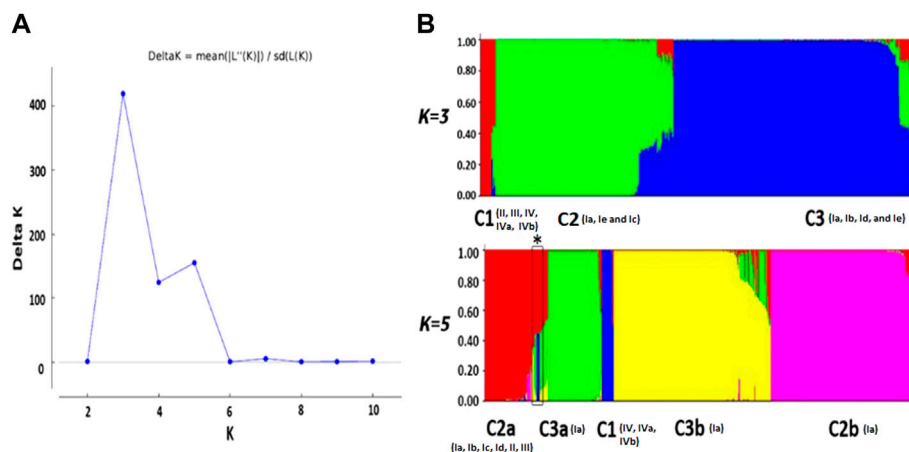 A
DeltaK = mean(|L"(K)|) / sd(L(K))
Delta K
400
300
200
100
0
2 4 6 8 10
K
B
K=3
1.00
0.80
0.60
0.40
0.20
0.00
C1 (II, III, IV,
IVa, IVb)
C2 (Ia, Ie and Ic)
C3 (Ia, Ib, Id, and Ie)
*
K=5
1.00
0.80
0.60
0.40
0.20
0.00
C2a
(Ia, Ib, Ic, Id, II, III)
C3a (Ia)
C1 (IV, IVa,
IVb)
C3b (Ia)
C2b (Ia)